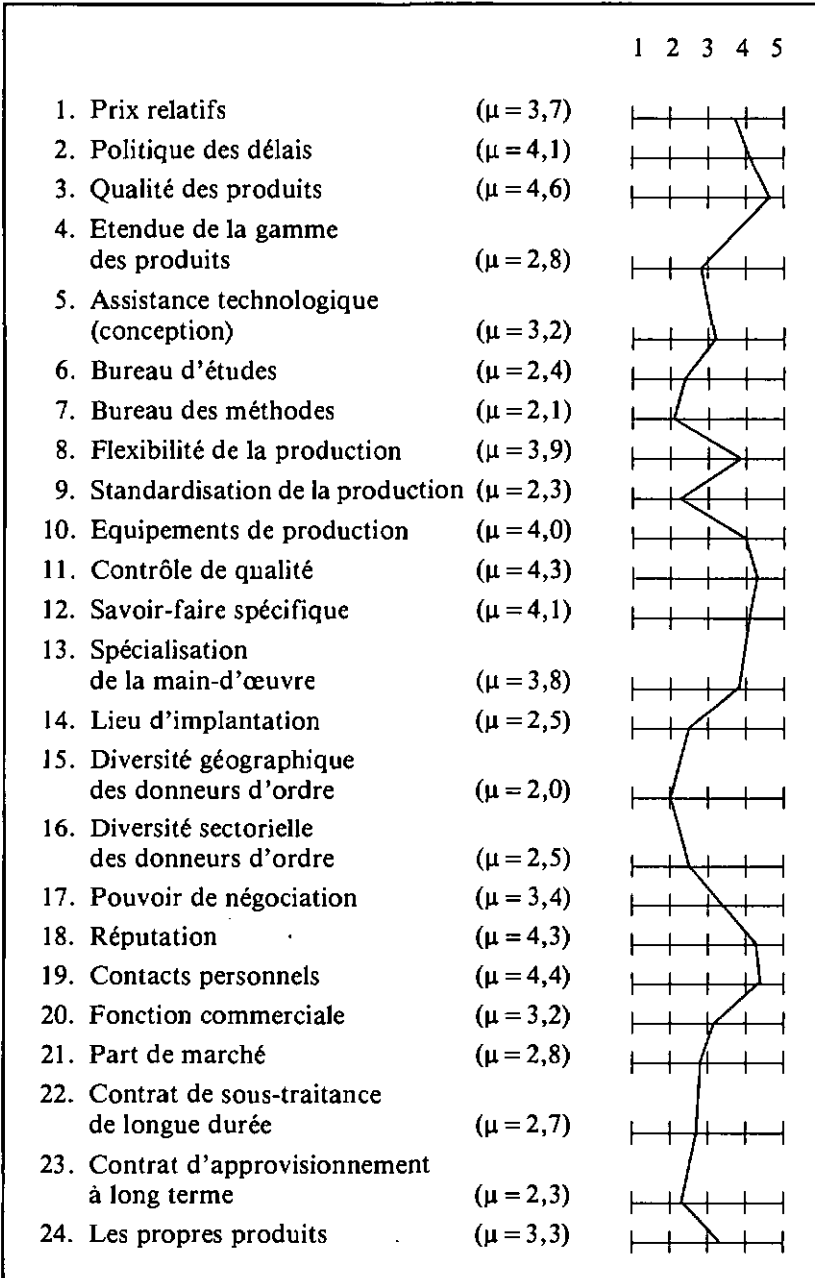 1 2 3 4 5
1. Prix relatifs (μ = 3,7)
2. Politique des délais (μ = 4,1)
3. Qualité des produits (μ = 4,6)
4. Etendue de la gamme
des produits (μ = 2,8)
5. Assistance technologique
(conception) (μ = 3,2)
6. Bureau d'études (μ = 2,4)
7. Bureau des méthodes (μ = 2,1)
8. Flexibilité de la production (μ = 3,9)
9. Standardisation de la production (μ = 2,3)
10. Equipements de production (μ = 4,0)
11. Contrôle de qualité (μ = 4,3)
12. Savoir-faire spécifique (μ = 4,1)
13. Spécialisation
de la main-d'œuvre (μ = 3,8)
14. Lieu d'implantation (μ = 2,5)
15. Diversité géographique
des donneurs d'ordre (μ = 2,0)
16. Diversité sectorielle
des donneurs d'ordre (μ = 2,5)
17. Pouvoir de négociation (μ = 3,4)
18. Réputation (μ = 4,3)
19. Contacts personnels (μ = 4,4)
20. Fonction commerciale (μ = 3,2)
21. Part de marché (μ = 2,8)
22. Contrat de sous-traitance
de longue durée (μ = 2,7)
23. Contrat d'approvisionnement
à long terme (μ = 2,3)
24. Les propres produits (μ = 3,3)